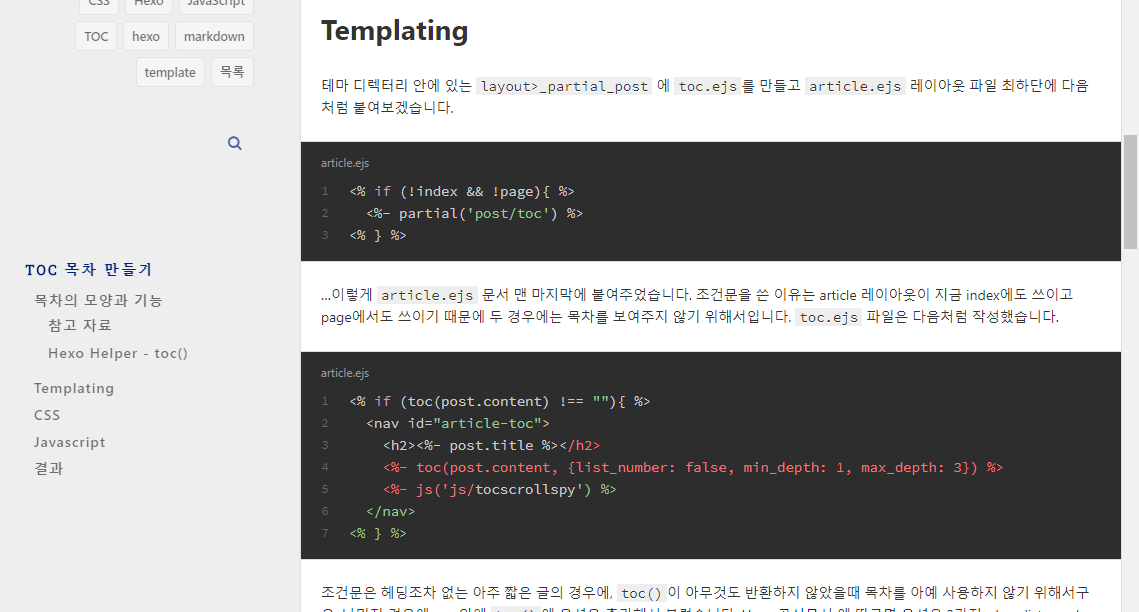 CSS Hexo JavaScript
TOC hexo markdown
template 목록
TOC 목차 만들기
목차의 모양과 기능
참고 자료
Hexo Helper - toc()
Templating
CSS
Javascript
결과
Templating
테마 디렉터리 안에 있는 layout>_partial_post 에 toc.ejs를 만들고 article.ejs 레이아웃 파일 최하단에 다음
처럼 붙여보겠습니다.
article.ejs
1 <% if (!index && !page){ %>
2 <%- partial('post/toc') %>
3 <% } %>
...이렇게 article.ejs 문서 맨 마지막에 붙여주었습니다. 조건문을 쓴 이유는 article 레이아웃이 지금 index에도 쓰이고
page에서도 쓰이기 때문에 두 경우에는 목차를 보여주지 않기 위해서입니다. toc.ejs 파일은 다음처럼 작성했습니다.
article.ejs
1 <% if (toc(post.content) !== ""){ %>
2 <nav id="article-toc">
3 <h2><%- post.title %></h2>
4 <%- toc(post.content, {list_number: false, min_depth: 1, max_depth: 3}) %>
5 <%- js('js/tocscrollspy') %>
6 </nav>
7 <% } %>
조건문은 헤딩조차 없는 아주 짧은 글의 경우에, toc()이 아무것도 반환하지 않았을때 목차를 아예 사용하지 않기 위해서구